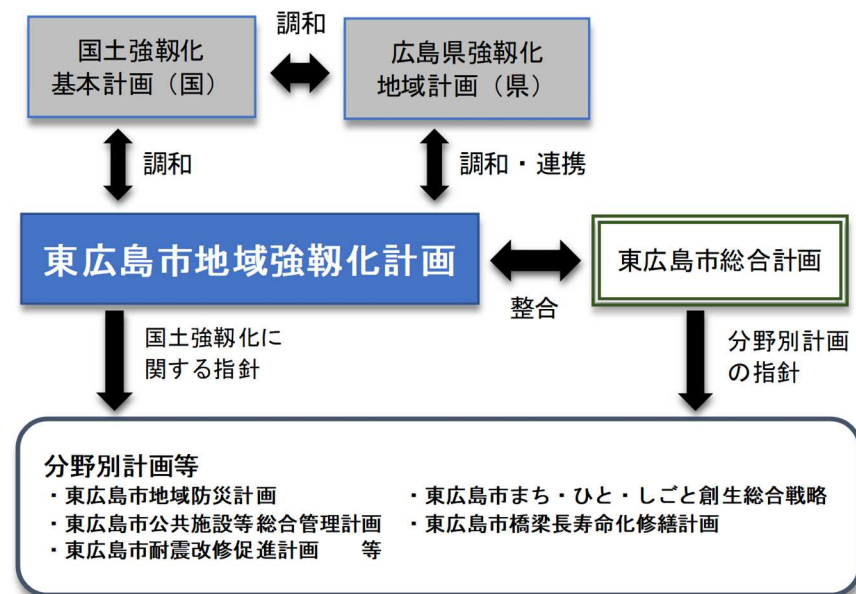 調和
国土強靱化
基本計画（国）
広島県強靱化
地域計画（県）
調和
調和・連携
東広島市地域強靱化計画
東広島市総合計画
整合
国土強靱化に
関する指針
分野別計画
の指針
分野別計画等
・東広島市地域防災計画
・東広島市まち・ひと・しごと創生総合戦略
・東広島市公共施設等総合管理計画
・東広島市橋梁長寿命化修繕計画
・東広島市耐震改修促進計画　等